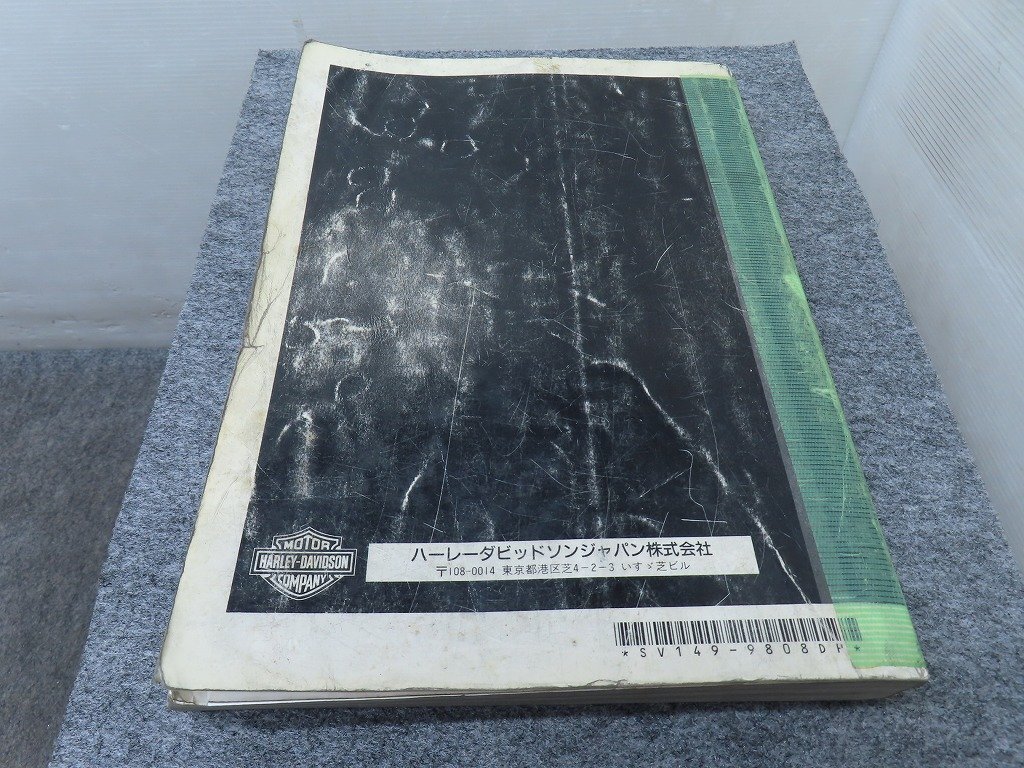 MOTOR
HARLEY-DAVIDSON
COMPANY
ハーレーダビッドソンジャパン株式会社
〒108-0014 東京都港区芝4-2-3 いすゞ芝ビル
*SV149-9808DH*